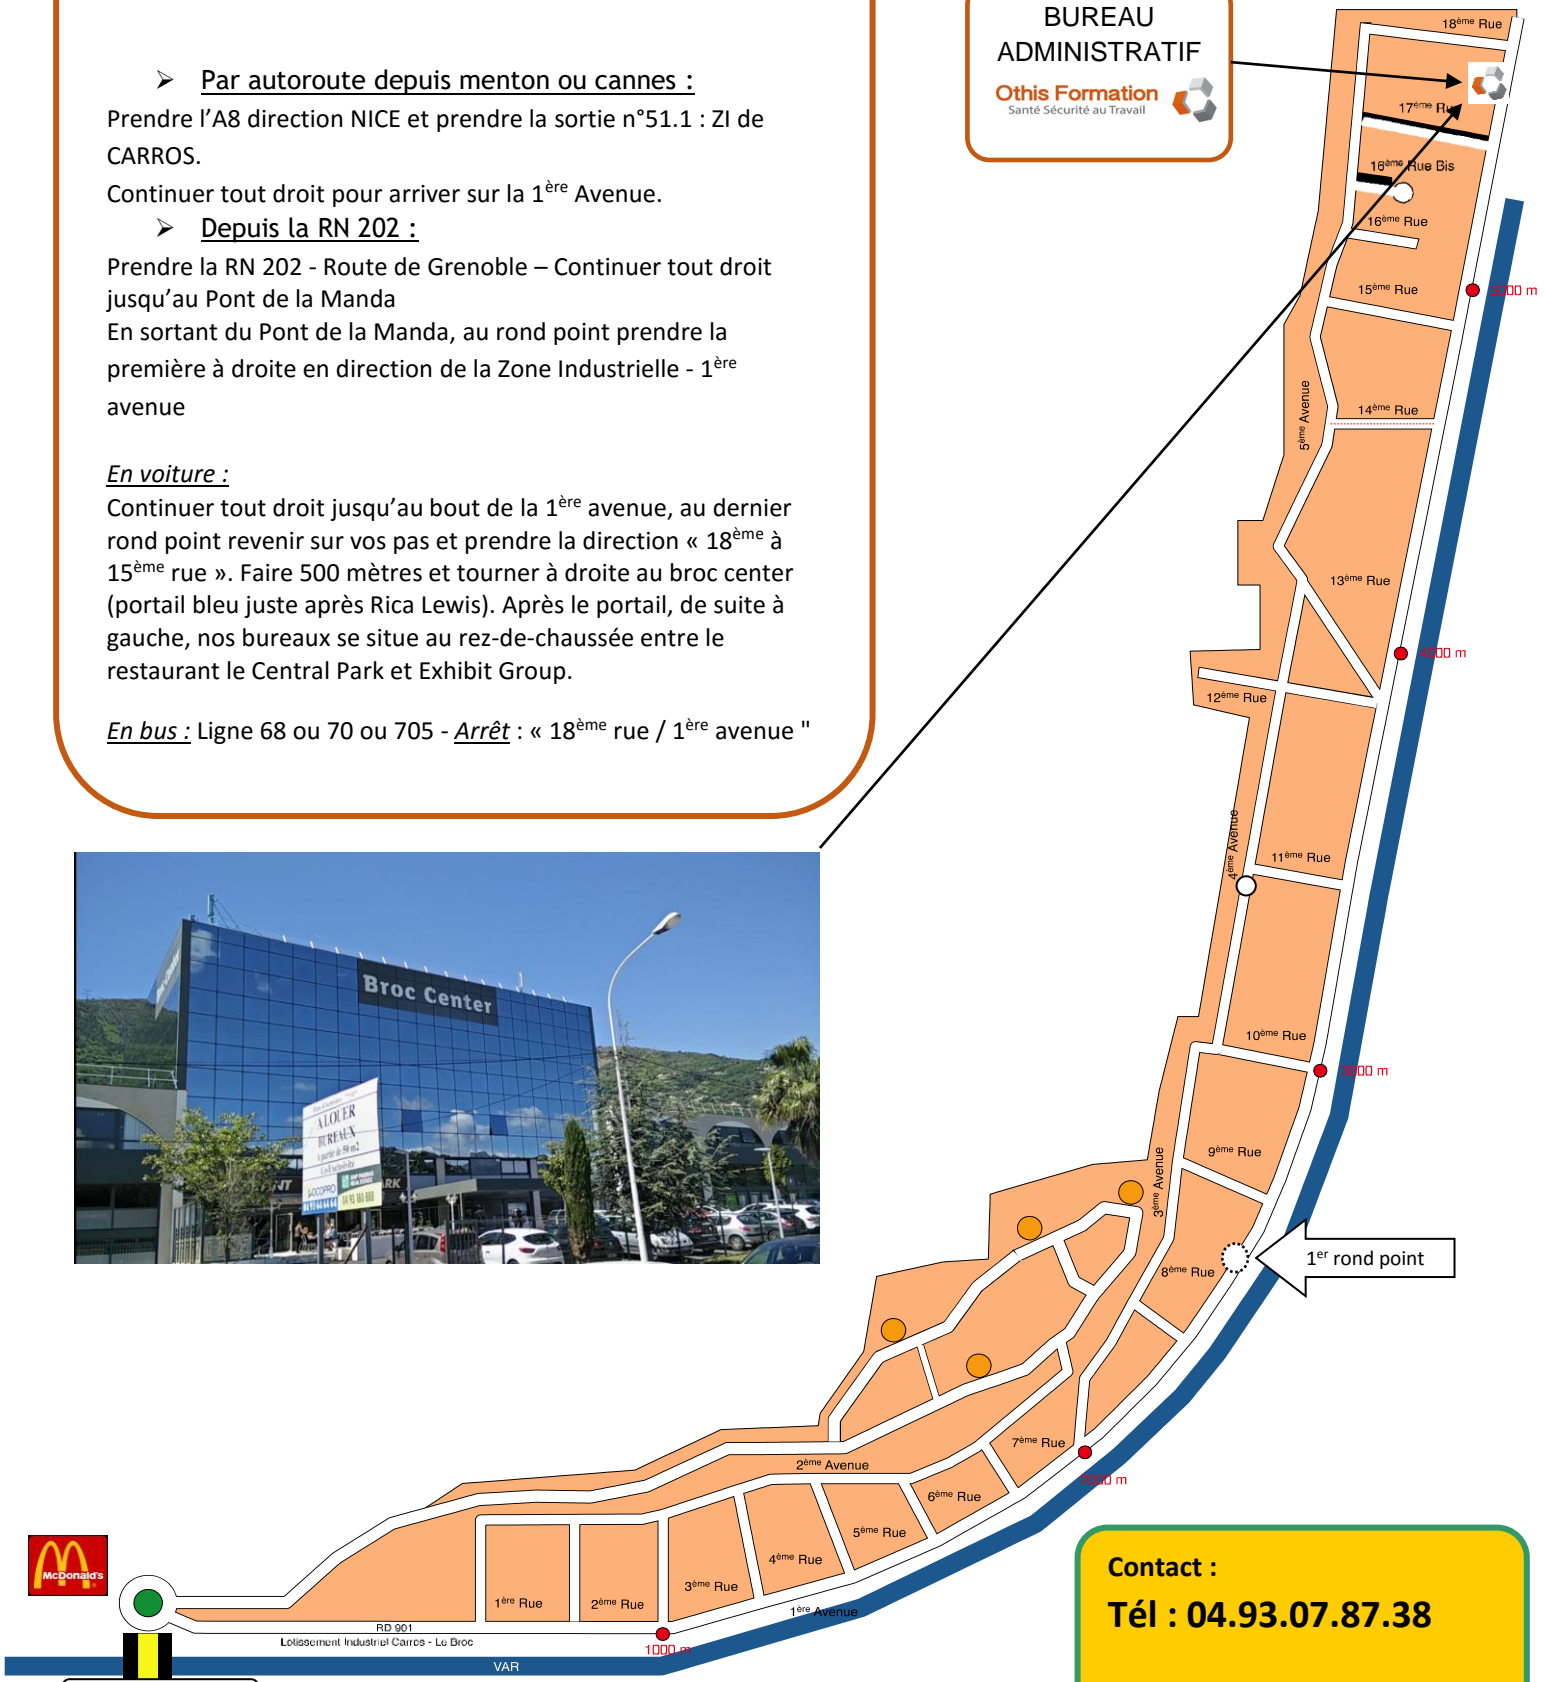 ➢ Par autoroute depuis menton ou cannes :
Prendre l’A8 direction NICE et prendre la sortie n°51.1 : ZI de
CARROS.
Continuer tout droit pour arriver sur la 1ère Avenue.
➢ Depuis la RN 202 :
Prendre la RN 202 - Route de Grenoble – Continuer tout droit
jusqu’au Pont de la Manda
En sortant du Pont de la Manda, au rond point prendre la
première à droite en direction de la Zone Industrielle - 1ère
avenue
En voiture :
Continuer tout droit jusqu’au bout de la 1ère avenue, au dernier
rond point revenir sur vos pas et prendre la direction « 18ème à
15ème rue ». Faire 500 mètres et tourner à droite au broc center
(portail bleu juste après Rica Lewis). Après le portail, de suite à
gauche, nos bureaux se situe au rez-de-chaussée entre le
restaurant le Central Park et Exhibit Group.
En bus : Ligne 68 ou 70 ou 705 - Arrêt : « 18ème rue / 1ère avenue "
BUREAU
ADMINISTRATIF
Othis Formation
Santé Sécurité au Travail
18ème Rue
17ème Rue
16ème Rue Bis
16ème Rue
15ème Rue
5000 m
14ème Rue
5ème Avenue
13ème Rue
4000 m
12ème Rue
4ème Avenue
11ème Rue
10ème Rue
3000 m
9ème Rue
3ème Avenue
8ème Rue
1er rond point
7ème Rue
2000 m
2ème Avenue
6ème Rue
5ème Rue
4ème Rue
3ème Rue
2ème Rue
1ère Rue
1ère Avenue
RD 901
Lotissement Industriel Carros - Le Broc
1000 m
VAR
McDonald's
Broc Center
A LOUER
BUREAUX
A partir de 50 m2
Co-Exclusivité
LOCOPRO
04 93 180 888
Contact :
Tél : 04.93.07.87.38